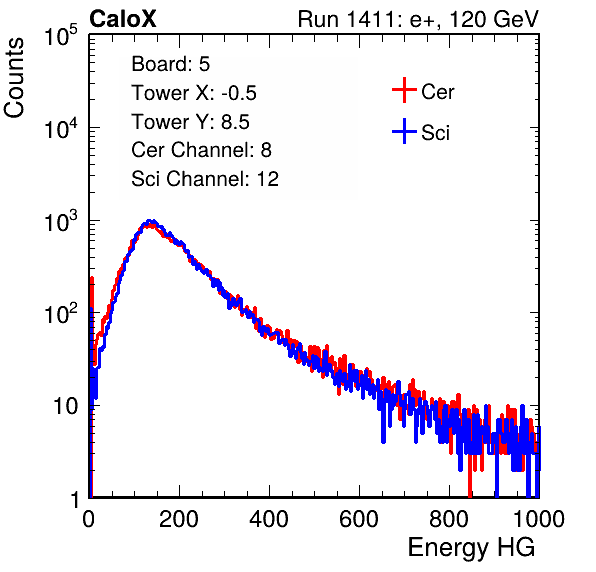 CaloX Run 1411: e+, 120 GeV
Counts
Board: 5
Tower X: -0.5
Tower Y: 8.5
Cer Channel: 8
Sci Channel: 12
Cer
Sci
10^5
10^4
10^3
10^2
10
1
0 200 400 600 800 1000
Energy HG